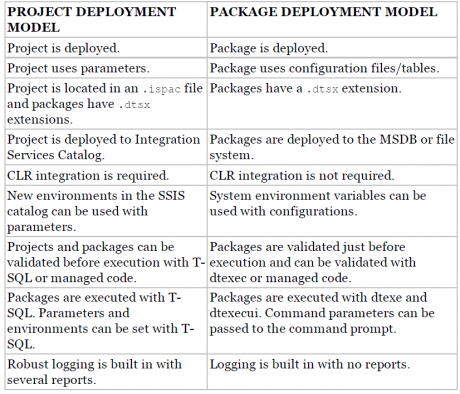 PROJECT DEPLOYMENT MODEL
PACKAGE DEPLOYMENT MODEL
Project is deployed.
Package is deployed.
Project uses parameters.
Package uses configuration files/tables.
Project is located in an .ispac file
and packages have .dtsx
extensions.
Packages have a .dtsx extension.
Project is deployed to Integration
Services Catalog.
Packages are deployed to the MSDB or file
system.
CLR integration is required.
CLR integration is not required.
New environments in the SSIS
catalog can be used with
parameters.
System environment variables can be
used with configurations.
Projects and packages can be
validated before execution with T-
SQL or managed code.
Packages are validated just before
execution and can be validated with
dtexec or managed code.
Packages are executed with T-
SQL. Parameters and
environments can be set with T-
SQL.
Packages are executed with dtexe and
dtexecui. Command parameters can be
passed to the command prompt.
Robust logging is built in with
several reports.
Logging is built in with no reports.